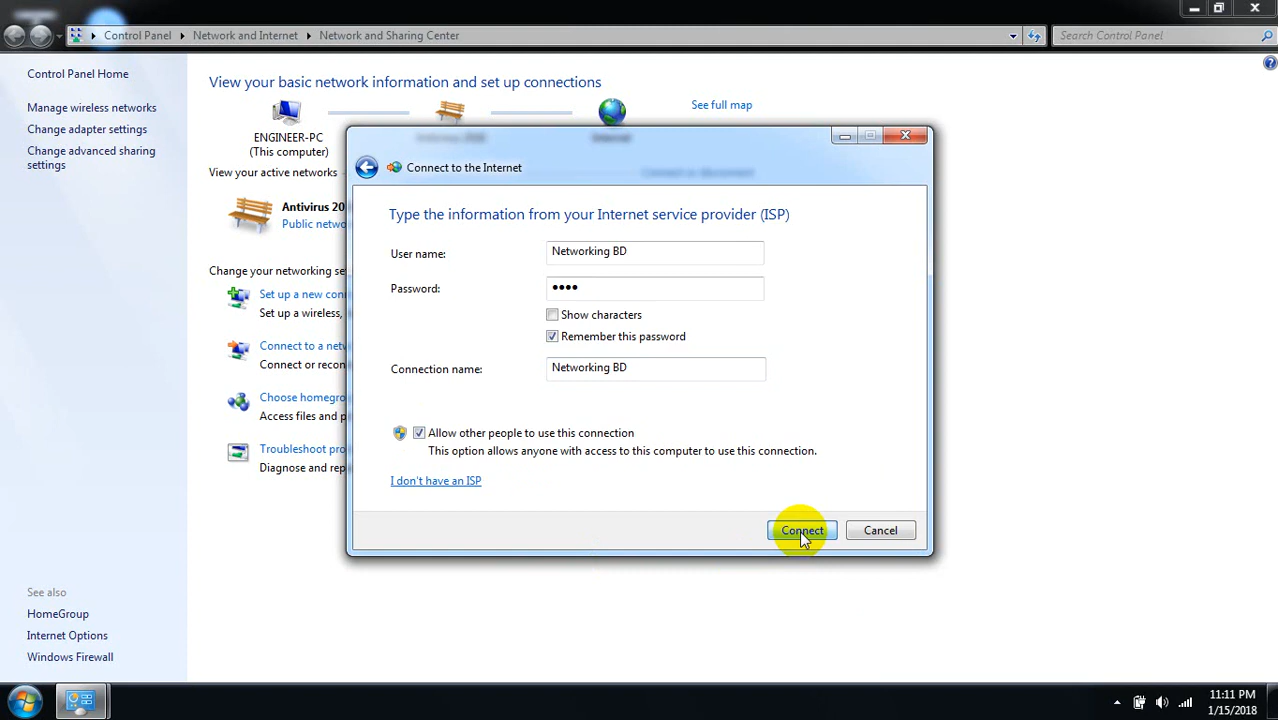 Control Panel
Network and Internet
Network and Sharing Center
Search Control Panel
Control Panel Home
Manage wireless networks
Change adapter settings
Change advanced sharing
settings
View your basic network information and set up connections
ENGINEER-PC
(This computer)
See full map
View your active networks
Antivirus 20
Public netwo
Change your networking se
Set up a new con
Set up a wireless,
Connect to a netw
Connect or recon
Choose homegro
Access files and p
Troubleshoot pro
Diagnose and rep
Connect to the Internet
Type the information from your Internet service provider (ISP)
User name:
Networking BD
Password:
••••
Show characters
Remember this password
Connection name:
Networking BD
Allow other people to use this connection
This option allows anyone with access to this computer to use this connection.
I don't have an ISP
Connect
Cancel
See also
HomeGroup
Internet Options
Windows Firewall
11:11 PM
1/15/2018